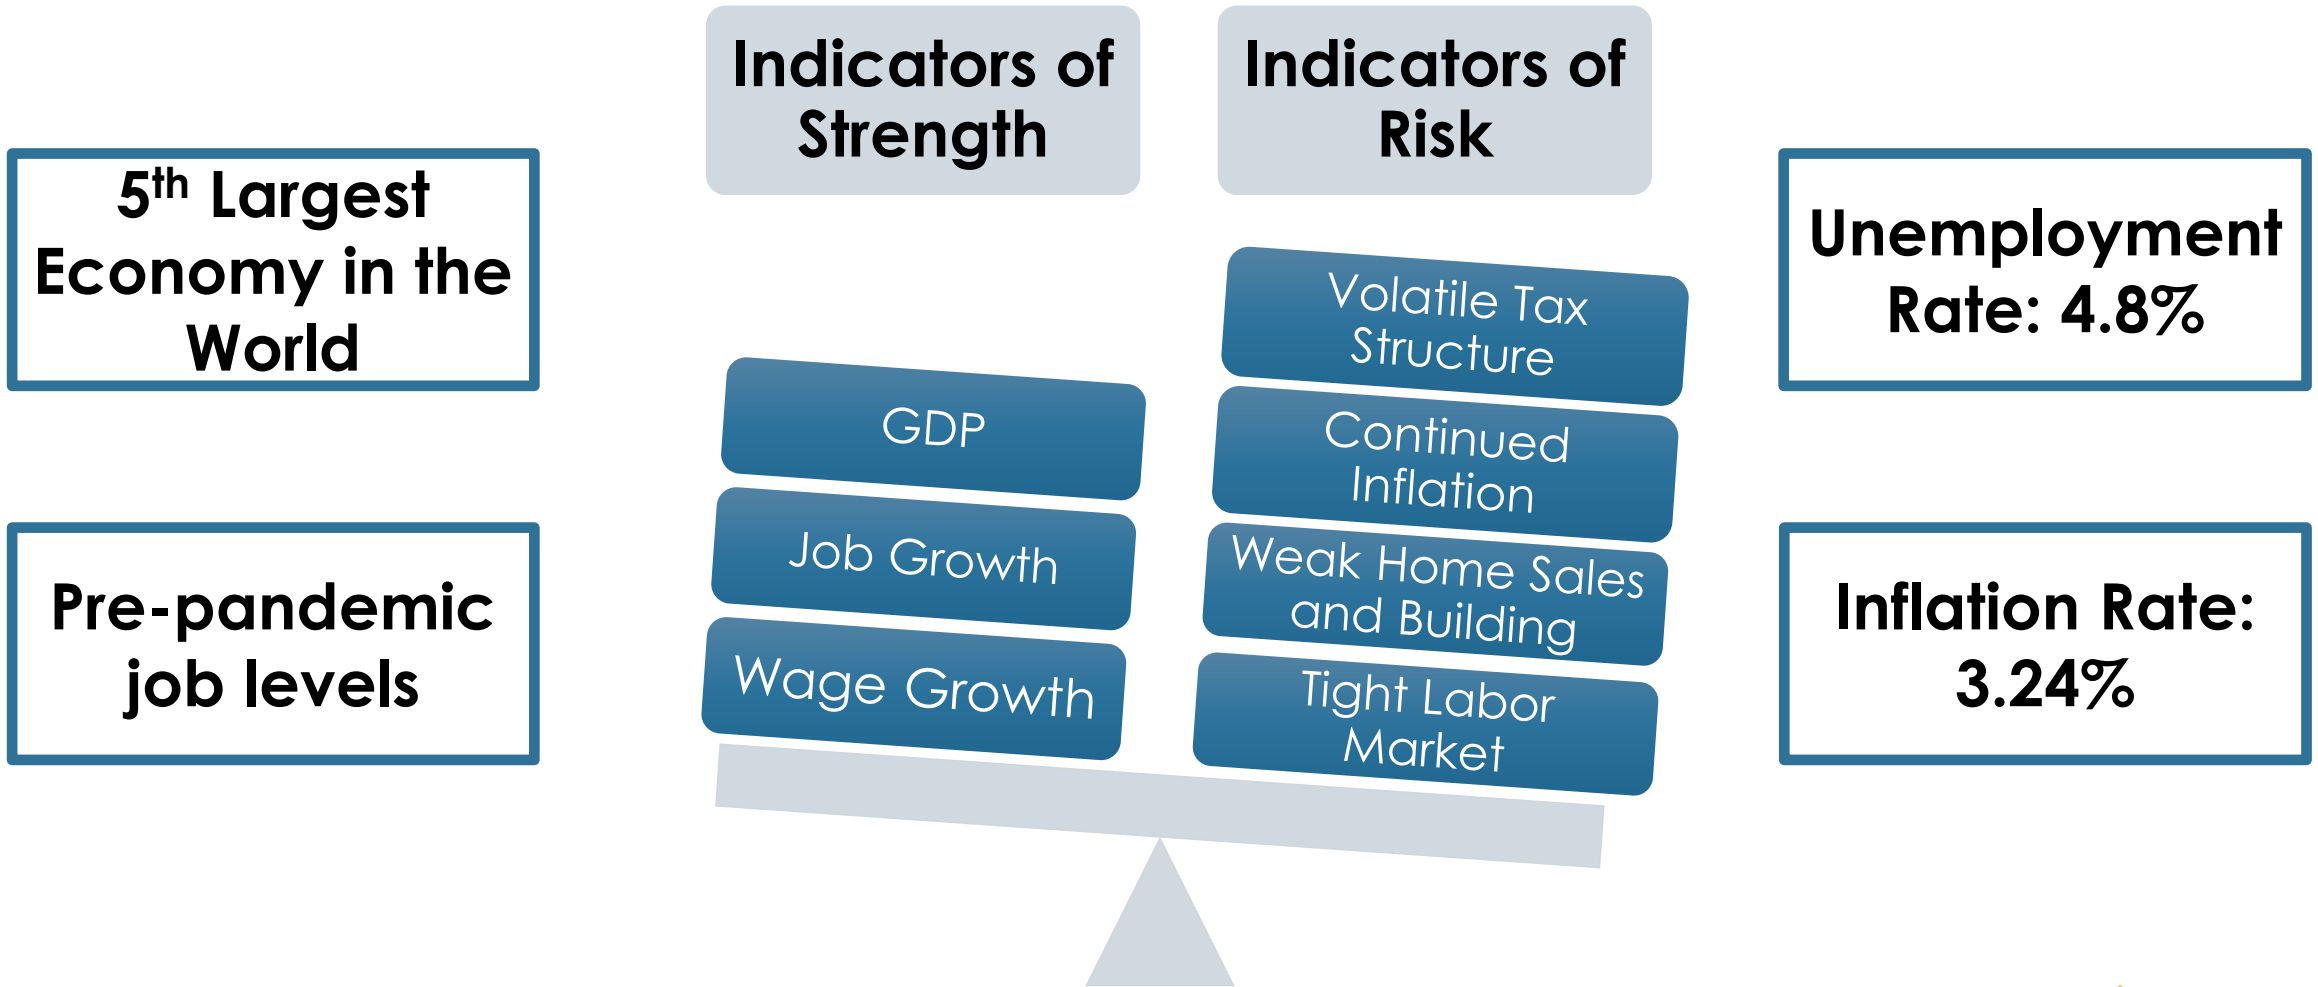 Indicators of
Strength
Indicators of
Risk
5th Largest
Economy in the
World
Pre-pandemic
job levels
GDP
Job Growth
Wage Growth
Volatile Tax
Structure
Continued
Inflation
Weak Home Sales
and Building
Tight Labor
Market
Unemployment
Rate: 4.8%
Inflation Rate:
3.24%